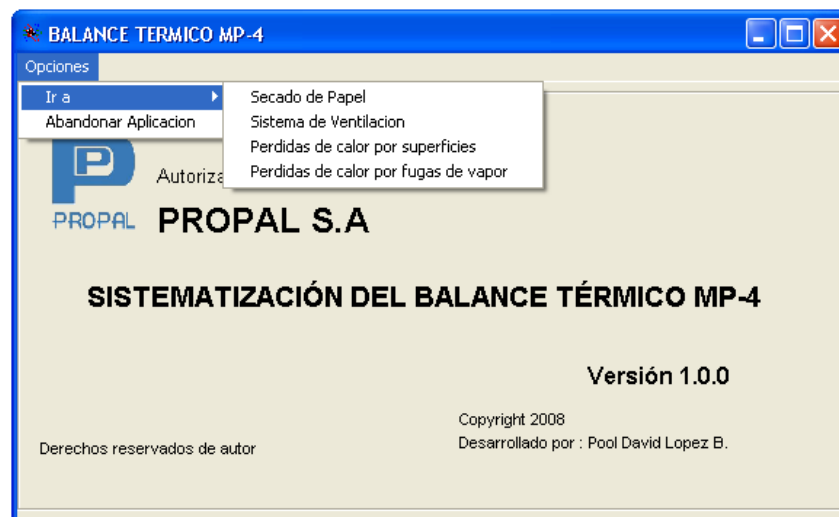 BALANCE TERMICO MP-4
Opciones
Ir a
Abandonar Aplicacion
Secado de Papel
Sistema de Ventilacion
Perdidas de calor por superficies
Perdidas de calor por fugas de vapor
P
PROPAL
PROPAL S.A
SISTEMATIZACIÓN DEL BALANCE TÉRMICO MP-4
Versión 1.0.0
Copyright 2008
Desarrollado por : Pool David Lopez B.
Derechos reservados de autor